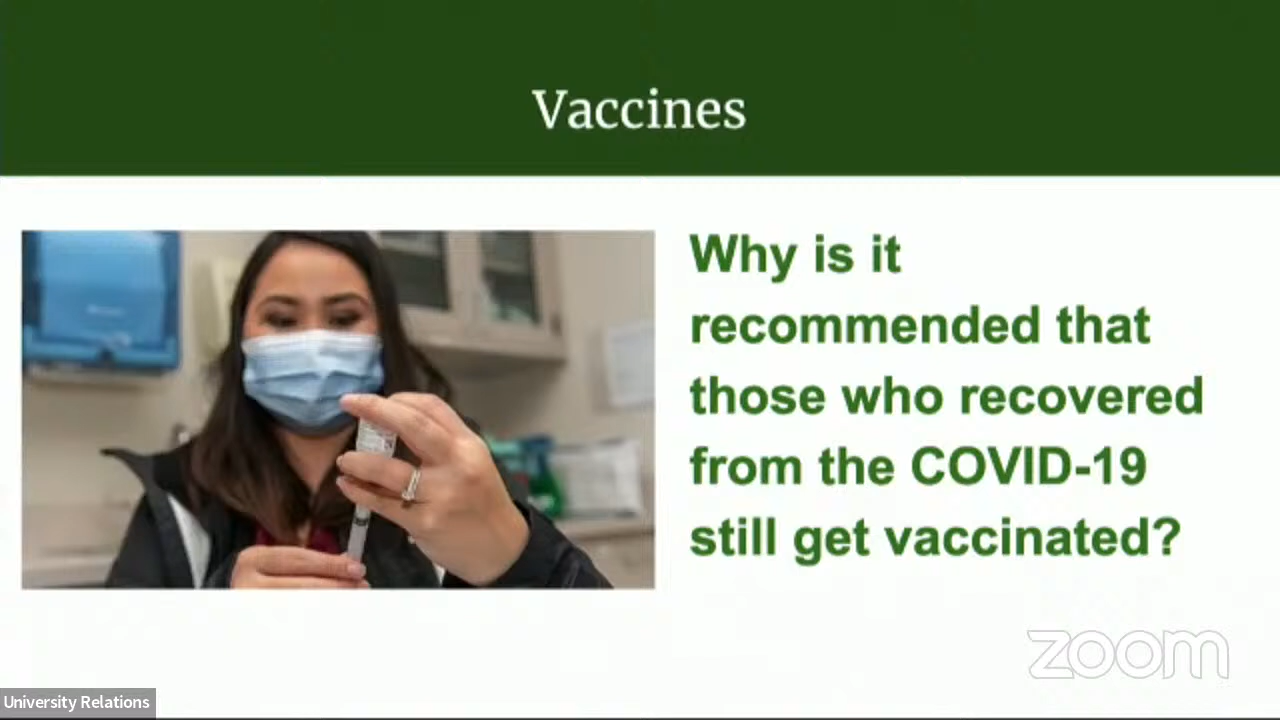 Vaccines
Why is it
recommended that
those who recovered
from the COVID-19
still get vaccinated?
zoom
University Relations